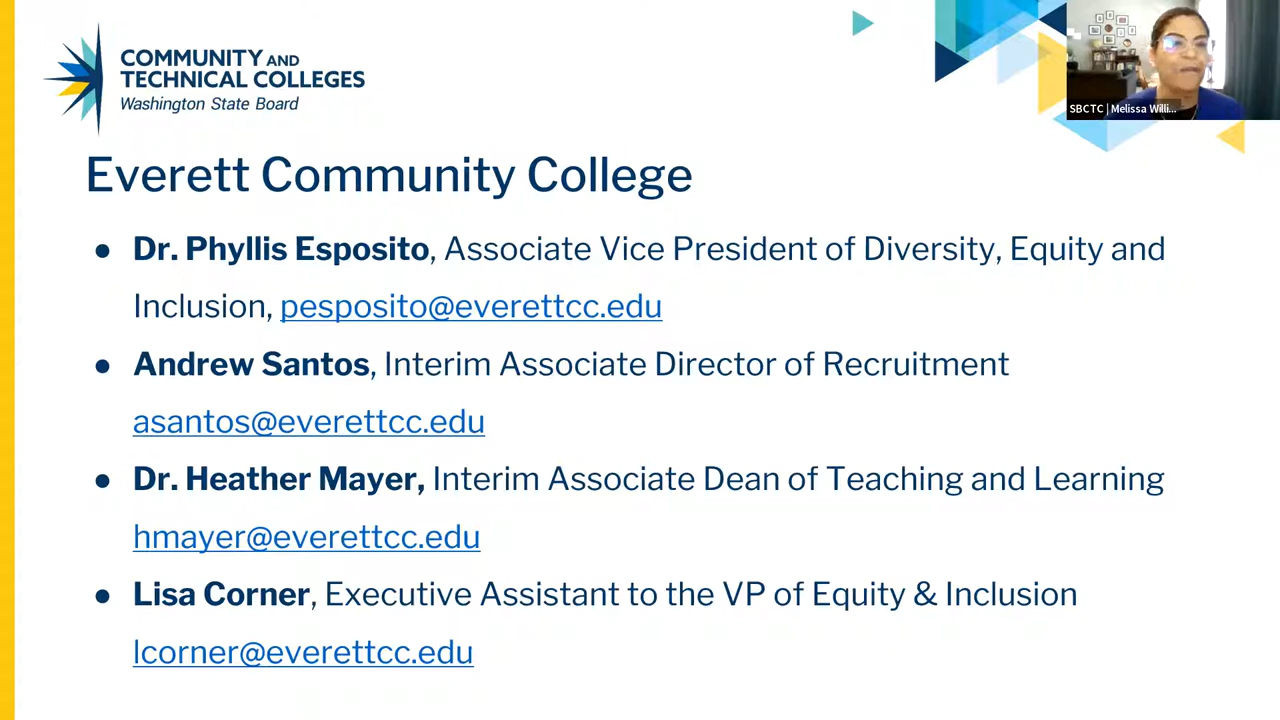 COMMUNITY AND
TECHNICAL COLLEGES
Washington State Board
SBCTC | Melissa Willi...
Everett Community College
● Dr. Phyllis Esposito, Associate Vice President of Diversity, Equity and
Inclusion, pesposito@everettcc.edu
● Andrew Santos, Interim Associate Director of Recruitment
asantos@everettcc.edu
● Dr. Heather Mayer, Interim Associate Dean of Teaching and Learning
hmayer@everettcc.edu
● Lisa Corner, Executive Assistant to the VP of Equity & Inclusion
lcorner@everettcc.edu